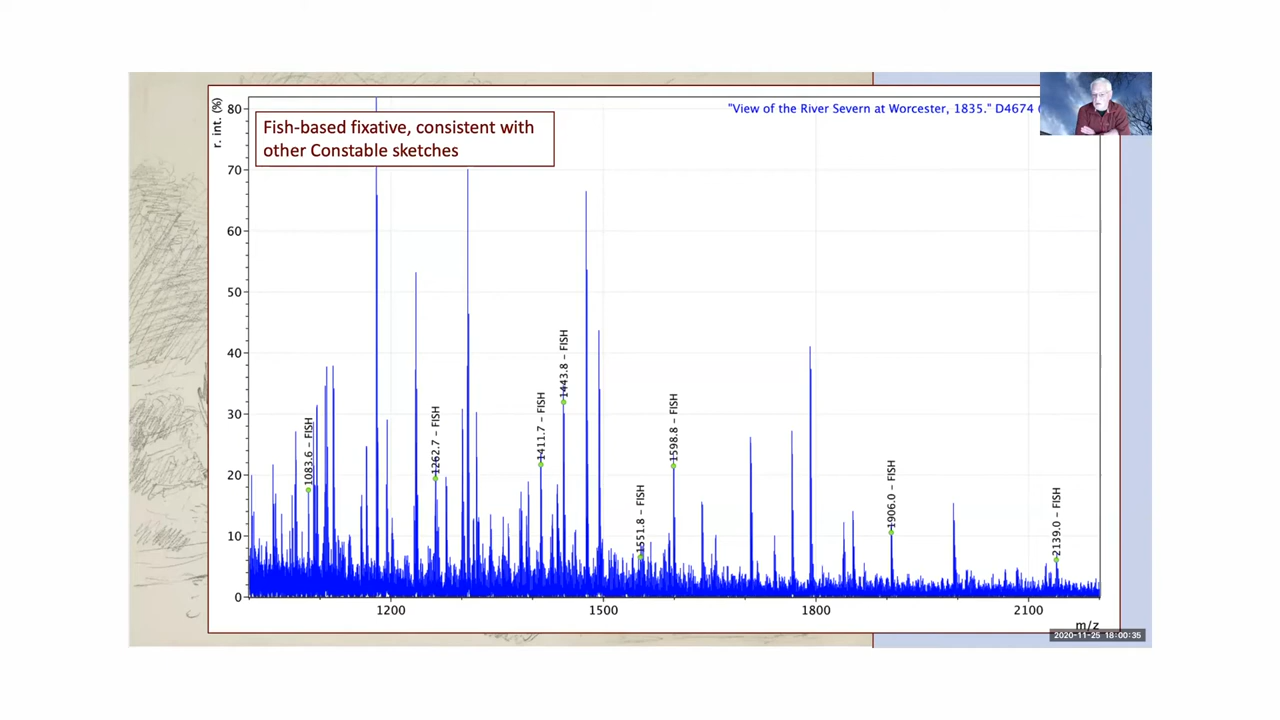 r. int. (%)
80
70
60
50
40
30
20
10
0
Fish-based fixative, consistent with
other Constable sketches
"View of the River Severn at Worcester, 1835." D4674
1083.6 – FISH
1262.7 – FISH
1411.7 – FISH
1443.8 – FISH
1551.8 – FISH
1598.8 – FISH
1906.0 – FISH
2139.0 – FISH
1200
1500
1800
2100
m/z
2020-11-25 18:00:35